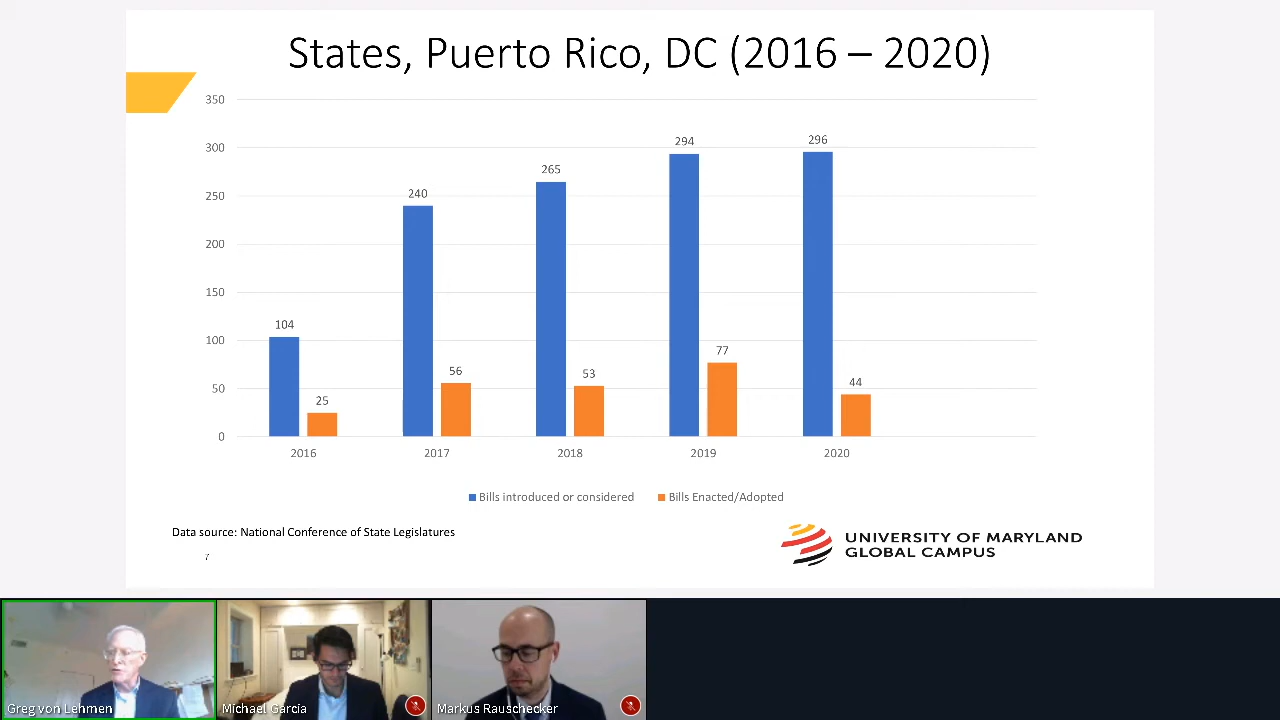 States, Puerto Rico, DC (2016 – 2020)
350
300
250
200
150
100
50
0
104
25
240
56
265
53
294
77
296
44
2016
2017
2018
2019
2020
Bills introduced or considered
Bills Enacted/Adopted
Data source: National Conference of State Legislatures
7
UNIVERSITY OF MARYLAND
GLOBAL CAMPUS
Greg von Lehmen
Michael Garcia
Markus Rauschecker